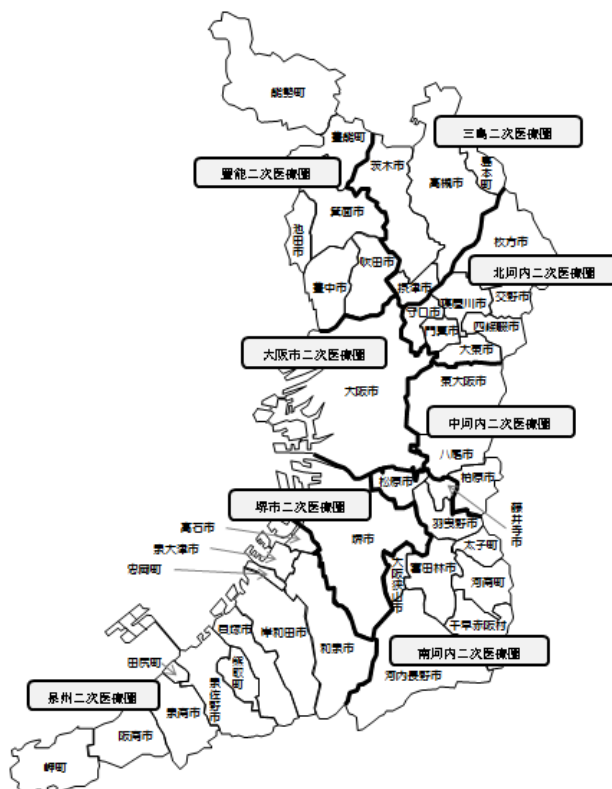 能勢町
豊能町
三島二次医療圏
茨木市
島本町
高槻市
豊能二次医療圏
箕面市
池田市
枚方市
吹田市
北河内二次医療圏
摂津市
豊中市
寝屋川市
交野市
守口市
門真市
四條畷市
大東市
大阪市二次医療圏
東大阪市
大阪市
中河内二次医療圏
八尾市
柏原市
松原市
藤井寺市
堺市二次医療圏
羽曳野市
高石市
堺市
太子町
泉大津市
大阪狭山市
富田林市
忠岡町
河南町
千早赤阪村
貝塚市
岸和田市
和泉市
南河内二次医療圏
田尻町
熊取町
河内長野市
泉州二次医療圏
泉佐野市
泉南市
阪南市
岬町